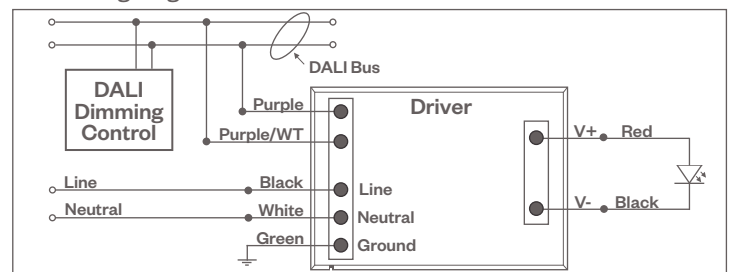 DALI Bus
DALI
Dimming
Control
Driver
Purple
Purple/WT
V+ Red
Line Black Line
Neutral White Neutral
V- Black
Green Ground